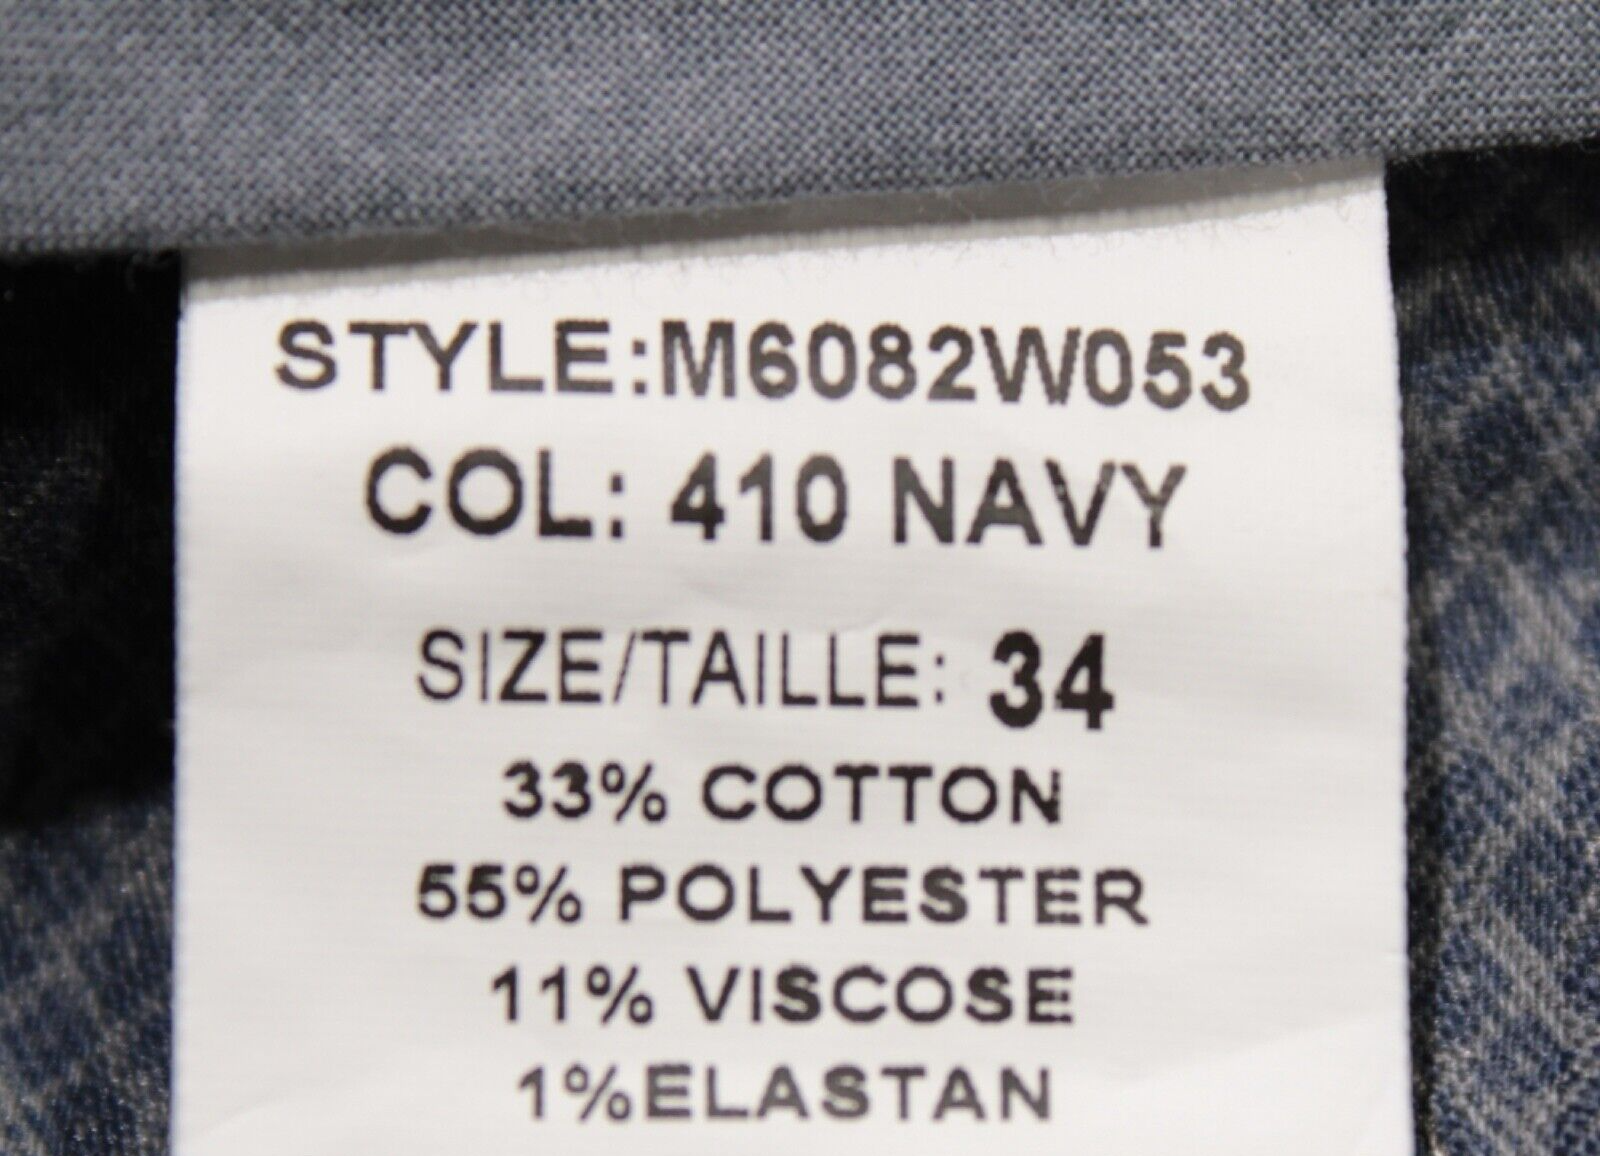 STYLE:M6082W053
COL: 410 NAVY
SIZE/TAILLE: 34
33% COTTON
55% POLYESTER
11% VISCOSE
1%ELASTAN